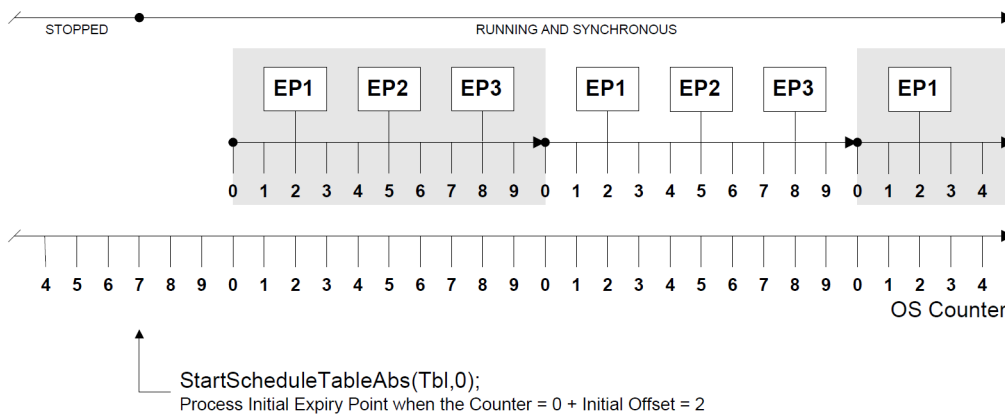 STOPPED RUNNING AND SYNCHRONOUS
EP1 EP2 EP3 EP1 EP2 EP3 EP1
0 1 2 3 4 5 6 7 8 9 0 1 2 3 4 5 6 7 8 9 0 1 2 3 4
4 5 6 7 8 9 0 1 2 3 4 5 6 7 8 9 0 1 2 3 4 5 6 7 8 9 0 1 2 3 4
OS Counter
StartScheduleTableAbs(Tbl,0);
Process Initial Expiry Point when the Counter = 0 + Initial Offset = 2